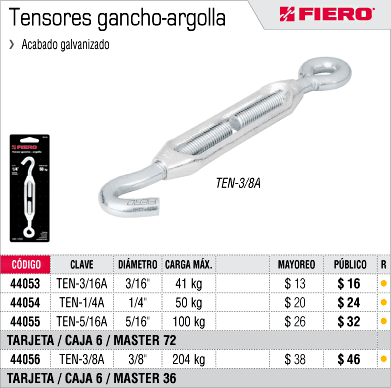 Tensores gancho-argolla
FIERO
❯ Acabado galvanizado
FIERO
TEN-3/8A
CÓDIGO CLAVE DIÁMETRO CARGA MÁX. MAYOREO PÚBLICO R
44053 TEN-3/16A 3/16" 41 kg $ 13 $ 16 •
44054 TEN-1/4A 1/4" 50 kg $ 20 $ 24 •
44055 TEN-5/16A 5/16" 100 kg $ 26 $ 32 •
TARJETA / CAJA 6 / MASTER 72
44056 TEN-3/8A 3/8" 204 kg $ 38 $ 46 •
TARJETA / CAJA 6 / MASTER 36